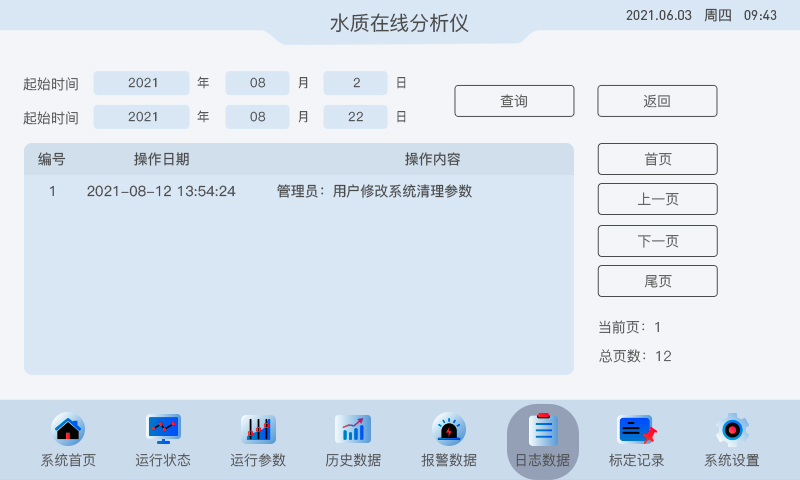 水质在线分析仪
2021.06.03 周四 09:43
起始时间 2021 年 08 月 2 日
起始时间 2021 年 08 月 22 日
查询 返回
编号 操作日期 操作内容
1 2021-08-12 13:54:24 管理员：用户修改系统清理参数
首页
上一页
下一页
尾页
当前页：1
总页数：12
系统首页 运行状态 运行参数 历史数据 报警数据 日志数据 标定记录 系统设置